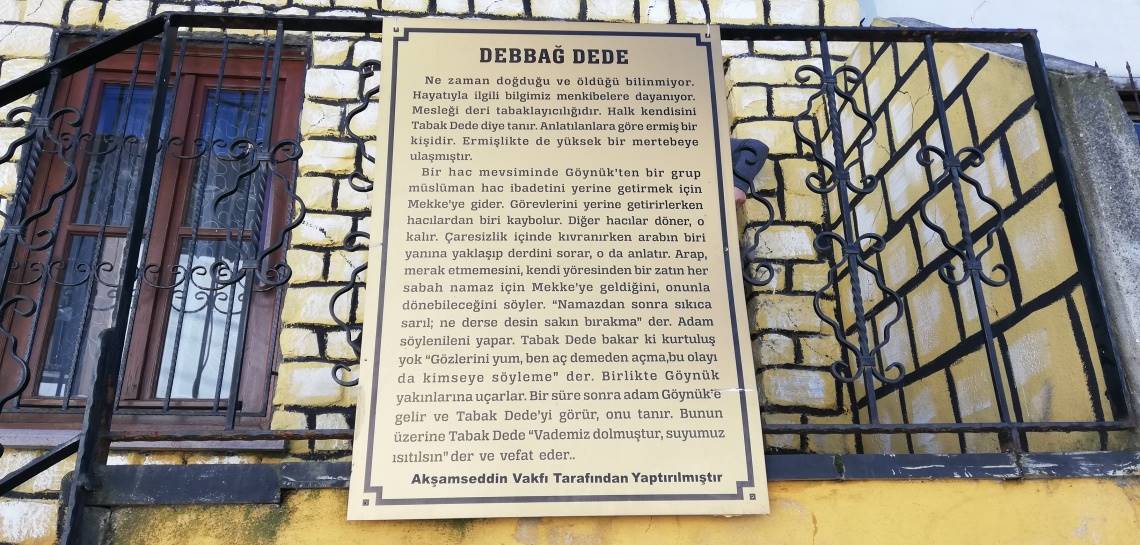 DEBBAĞ DEDE
Ne zaman doğduğu ve öldüğü bilinmiyor.
Hayatıyla ilgili bilgimiz menkibelere dayanıyor.
Mesleği deri tabaklayıcılığıdır. Halk kendisini
Tabak Dede diye tanır. Anlatılanlara göre ermiş bir
kişidir. Ermişlikte de yüksek bir mertebeye
ulaşmıştır.
Bir hac mevsiminde Göynük'ten bir grup
müslüman hac ibadetini yerine getirmek için
Mekke'ye gider. Görevlerini yerine getirirlerken
hacılardan biri kaybolur. Diğer hacılar döner, o
kalır. Çaresizlik içinde kıvranırken arabın biri
yanına yaklaşıp derdini sorar, o da anlatır. Arap,
merak etmemesini, kendi yöresinden bir zatın her
sabah namaz için Mekke'ye geldiğini, onunla
dönebileceğini söyler. “Namazdan sonra sıkıca
sarıl; ne derse desin sakın bırakma” der. Adam
söylenileni yapar. Tabak Dede bakar ki kurtuluş
yok “Gözlerini yum, ben aç demeden açma,bu olayı
da kimseye söyleme” der. Birlikte Göynük
yakınlarına uçarlar. Bir süre sonra adam Göynük'e
gelir ve Tabak Dede'yi görür, onu tanır. Bunun
üzerine Tabak Dede “Vademiz dolmuştur, suyumuz
ısıtılsın” der ve vefat eder..
Akşamseddin Vakfı Tarafından Yaptırılmıştır